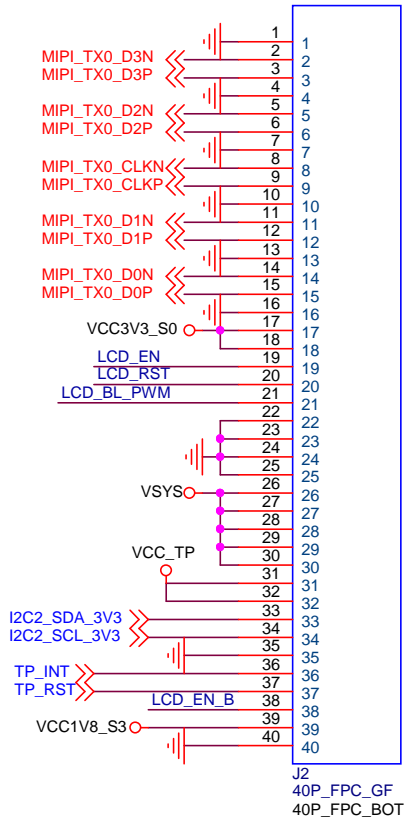 1 1
MIPI_TX0_D3N 2 2
MIPI_TX0_D3P 3 3
4 4
MIPI_TX0_D2N 5 5
MIPI_TX0_D2P 6 6
7 7
MIPI_TX0_CLKN 8 8
MIPI_TX0_CLKP 9 9
10 10
MIPI_TX0_D1N 11 11
MIPI_TX0_D1P 12 12
13 13
MIPI_TX0_D0N 14 14
MIPI_TX0_D0P 15 15
16 16
VCC3V3_S0 17 17
18 18
LCD_EN 19 19
LCD_RST 20 20
LCD_BL_PWM 21 21
22 22
23 23
24 24
25 25
VSYS 26 26
27 27
28 28
29 29
VCC_TP 30 30
31 31
32 32
I2C2_SDA_3V3 33 33
I2C2_SCL_3V3 34 34
35 35
TP_INT 36 36
TP_RST 37 37
LCD_EN_B 38 38
VCC1V8_S3 39 39
40 40
J2
40P_FPC_GF
40P_FPC_BOT